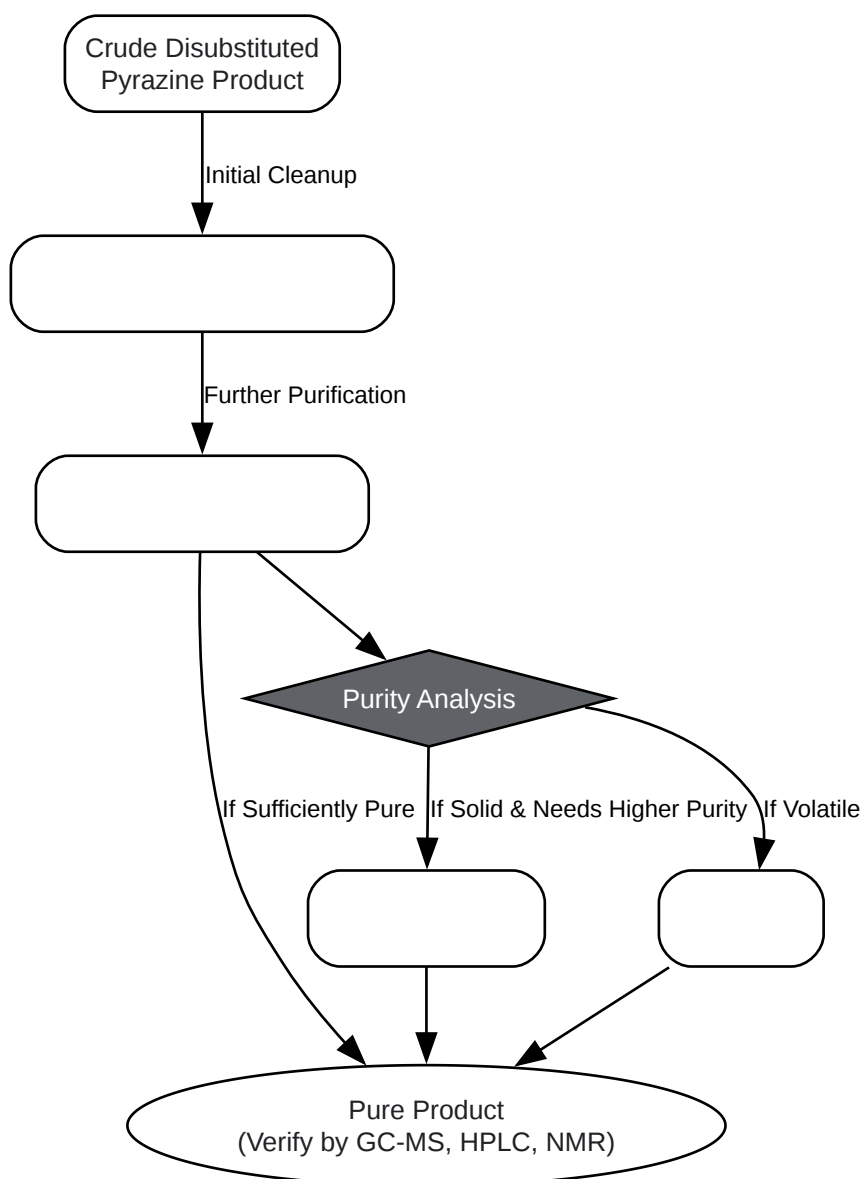 Crude Disubstituted
Pyrazine Product
Initial Cleanup
Further Purification
Purity Analysis
If Sufficiently Pure
If Solid & Needs Higher Purity
If Volatile
Pure Product
(Verify by GC-MS, HPLC, NMR)